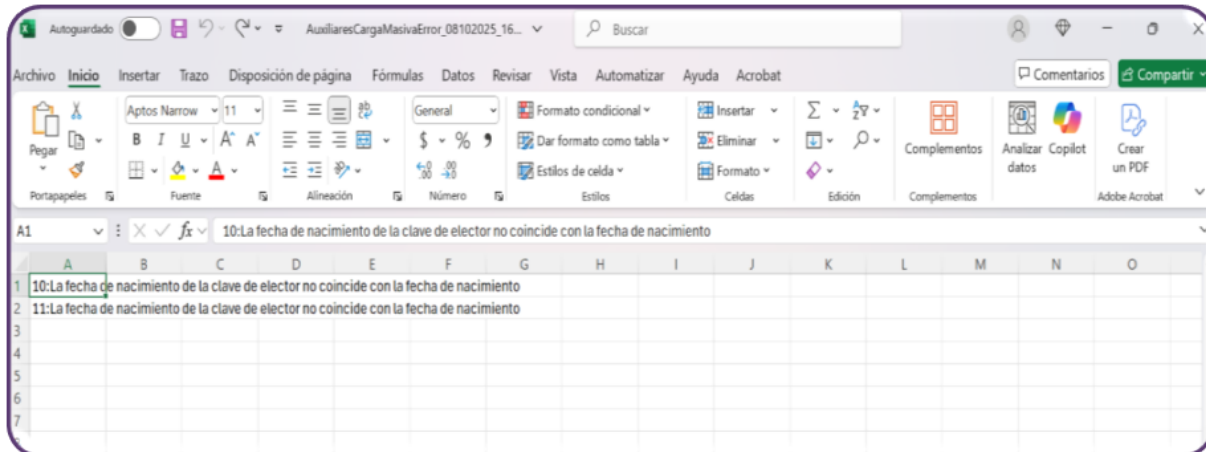 Autoguardado AuxiliaresCargaMasivaError_08102025_16... Buscar
Archivo Inicio Insertar Trazo Disposición de página Fórmulas Datos Revisar Vista Automatizar Ayuda Acrobat Comentarios Compartir
Aptos Narrow 11 General Formato condicional Insertar
Pegar N K S Dar formato como tabla Eliminar Complementos Analizar datos Copilot Crear un PDF
Estilos de celda Formato
Portapapeles Fuente Alineación Número Estilos Celdas Edición Complementos Adobe Acrobat
A1 fx 10:La fecha de nacimiento de la clave de elector no coincide con la fecha de nacimiento
A B C D E F G H I J K L M N O
1 10:La fecha de nacimiento de la clave de elector no coincide con la fecha de nacimiento
2 11:La fecha de nacimiento de la clave de elector no coincide con la fecha de nacimiento
3
4
5
6
7